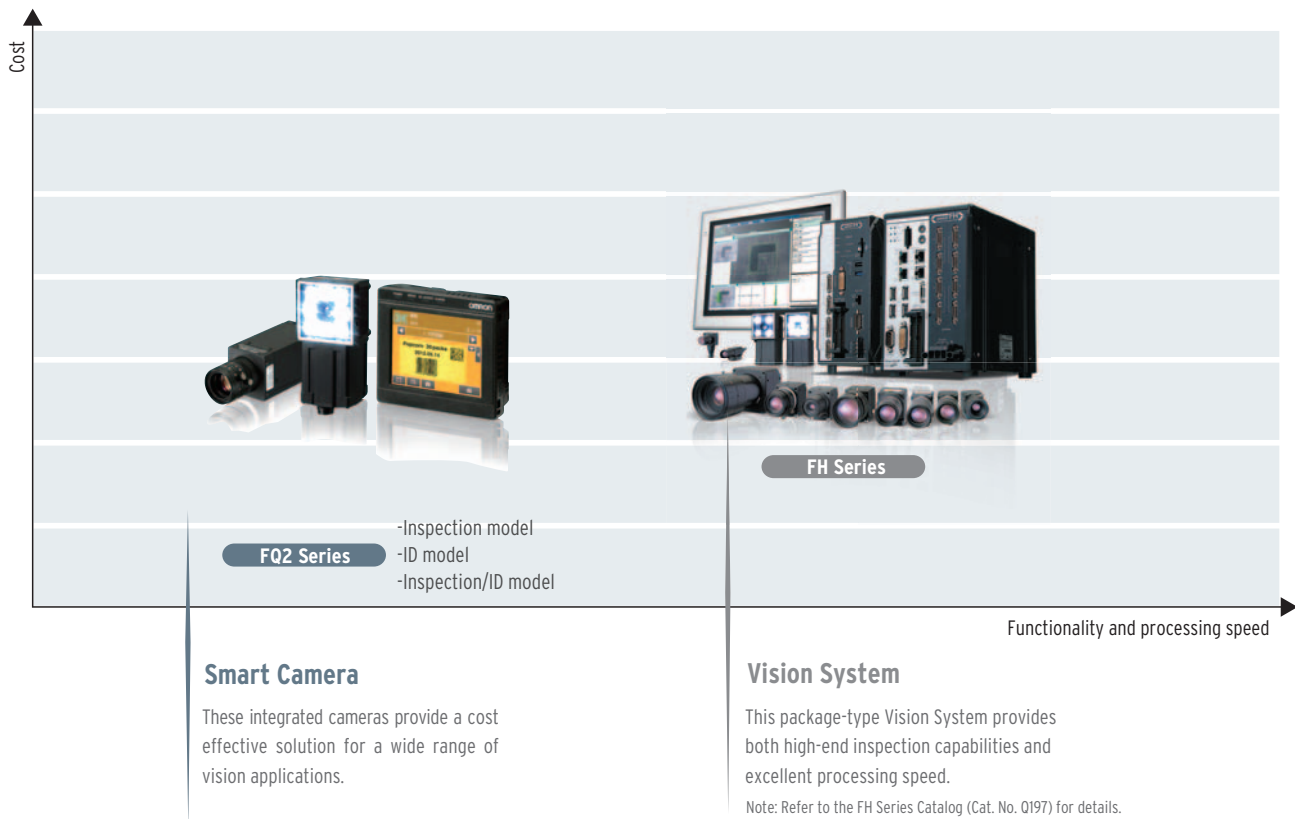 Cost
OMRON
FH Series
-Inspection model
FQ2 Series
-ID model
-Inspection/ID model
Functionality and processing speed
Smart Camera
These integrated cameras provide a cost
effective solution for a wide range of
vision applications.
Vision System
This package-type Vision System provides
both high-end inspection capabilities and
excellent processing speed.
Note: Refer to the FH Series Catalog (Cat. No. Q197) for details.